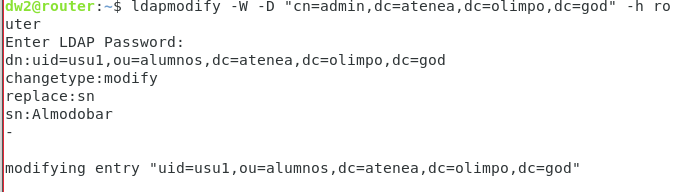 dw2@router:~$ ldapmodify -W -D "cn=admin,dc=atenea,dc=olimpo,dc=god" -h ro
uter
Enter LDAP Password:
dn:uid=usu1,ou=alumnos,dc=atenea,dc=olimpo,dc=god
changetype:modify
replace:sn
sn:Almodobar
-
modifying entry "uid=usu1,ou=alumnos,dc=atenea,dc=olimpo,dc=god"